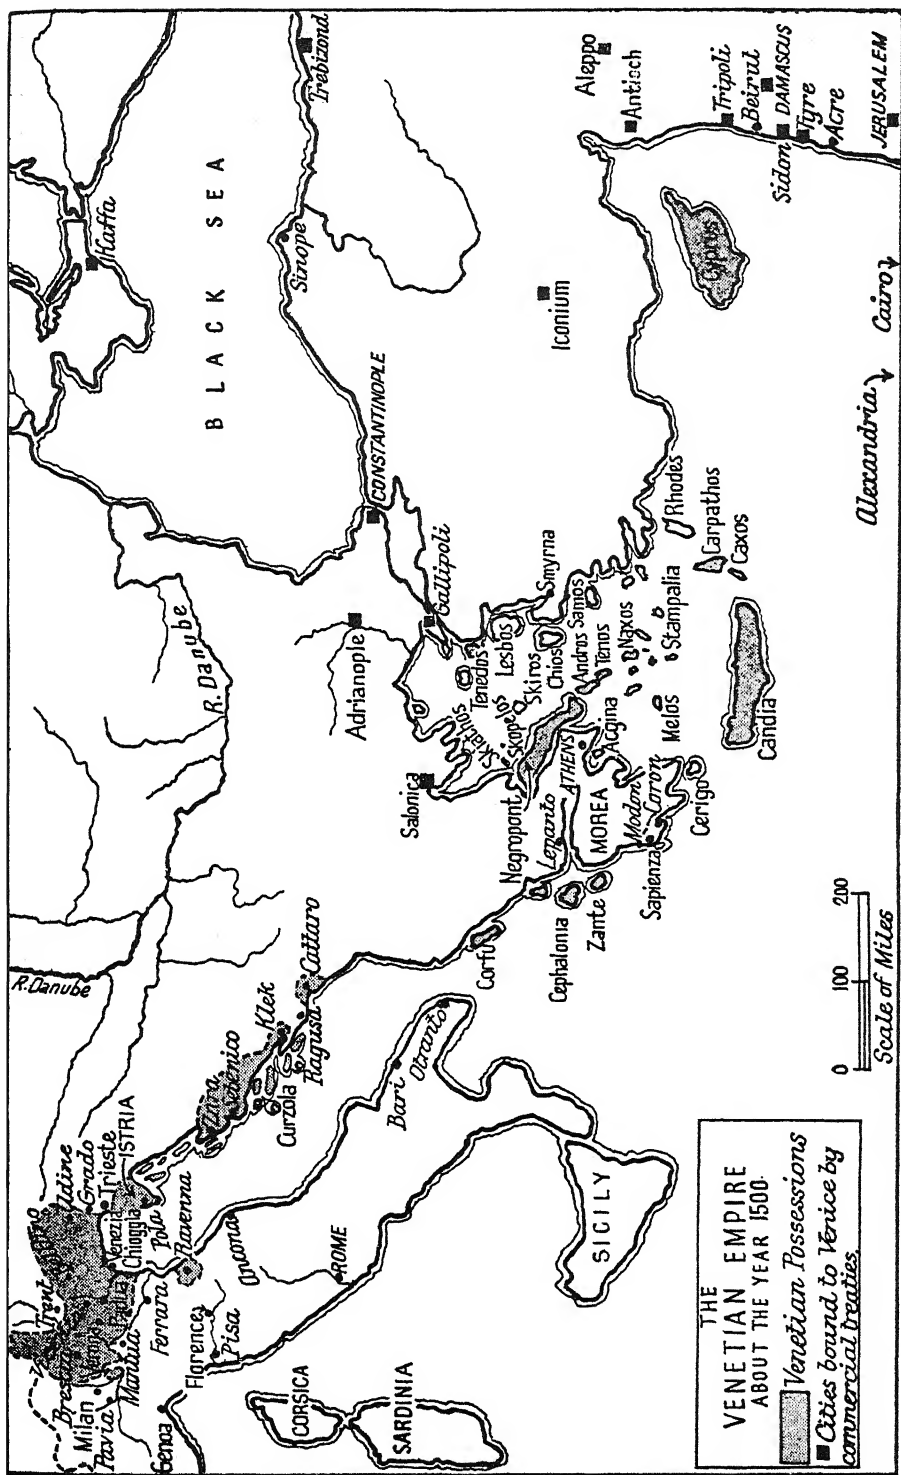 THE
VENETIAN EMPIRE
ABOUT THE YEAR 1500.
Venetian Possessions
Cities bound to Venice by
commercial treaties.
0 100 200
Scale of Miles
Milan
Pavia
Genoa
Mantua
Trent
Padua
Ferrara
Florence
Pisa
Udine
Grado
Trieste
ISTRIA
Venezia
Chioggia
Pola
Ravenna
Ancona
ROME
CORSICA
SARDINIA
SICILY
Bari
Otranto
Zara
Sebenico
Klek
Curzola
Ragusa
Cattaro
R. Danube
R. Danube
Corfu
Cephalonia
Zante
Sapienza
Negropont
Lepanto
ATHENS
MOREA
Modon
Corron
Cerigo
Aegina
Melos
Salonica
Skiathos
Skopelos
Skiros
Adrianople
Gallipoli
CONSTANTINOPLE
Tenedos
Lesbos
Chios
Smyrna
Andros
Samos
Tenos
Naxos
Stampalia
Rhodes
Carpathos
Caxos
Candia
BLACK SEA
Kaffa
Sinope
Trebizond
Iconium
Cyprus
Aleppo
Antioch
Tripoli
Beirut
DAMASCUS
Sidon
Tyre
Acre
JERUSALEM
Alexandria
Cairo